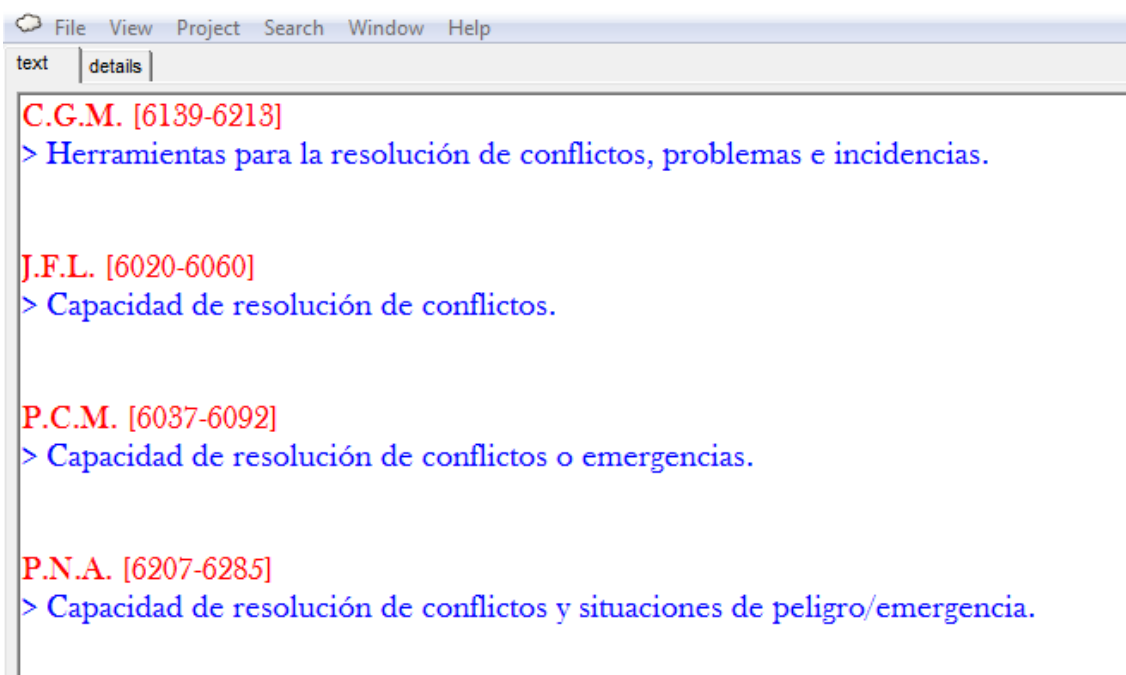 File View Project Search Window Help
text details
C.G.M. [6139-6213]
> Herramientas para la resolución de conflictos, problemas e incidencias.
J.F.L. [6020-6060]
> Capacidad de resolución de conflictos.
P.C.M. [6037-6092]
> Capacidad de resolución de conflictos o emergencias.
P.N.A. [6207-6285]
> Capacidad de resolución de conflictos y situaciones de peligro/emergencia.